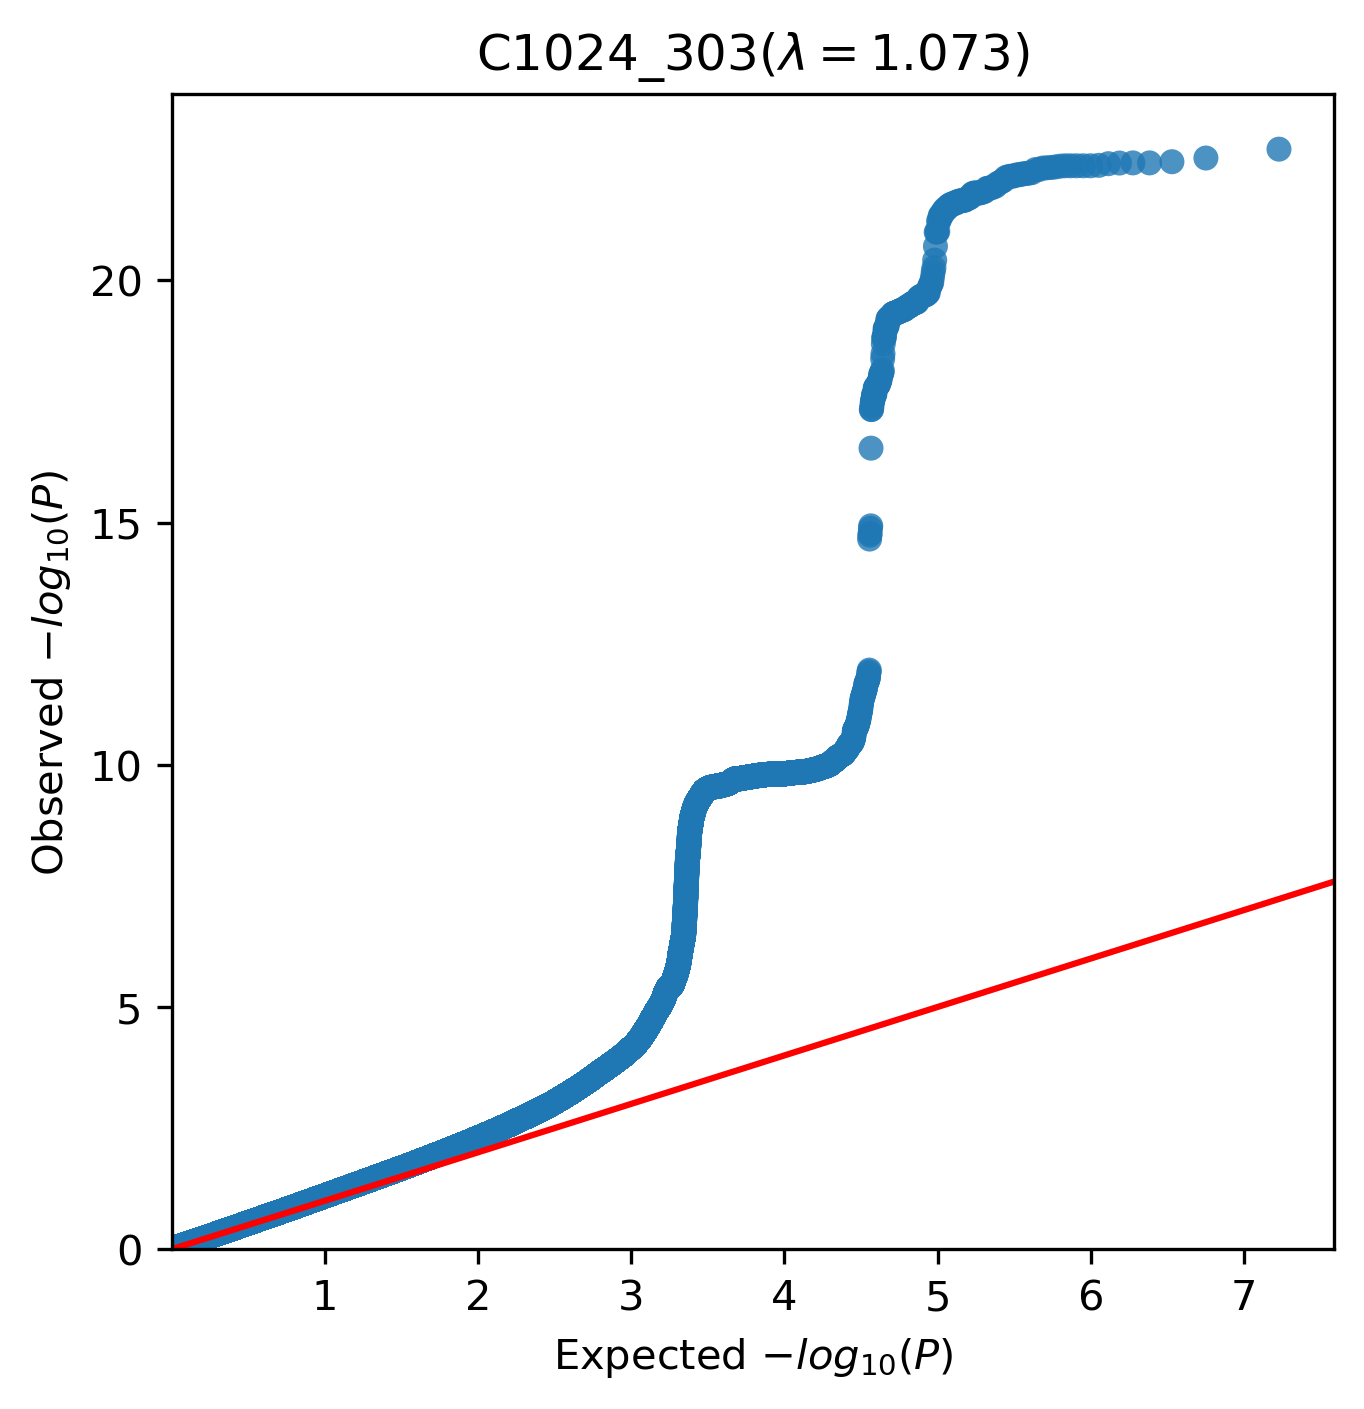 C1024_303(λ = 1.073)
Observed −log₁₀(P)
20
15
10
5
0
1 2 3 4 5 6 7
Expected −log₁₀(P)